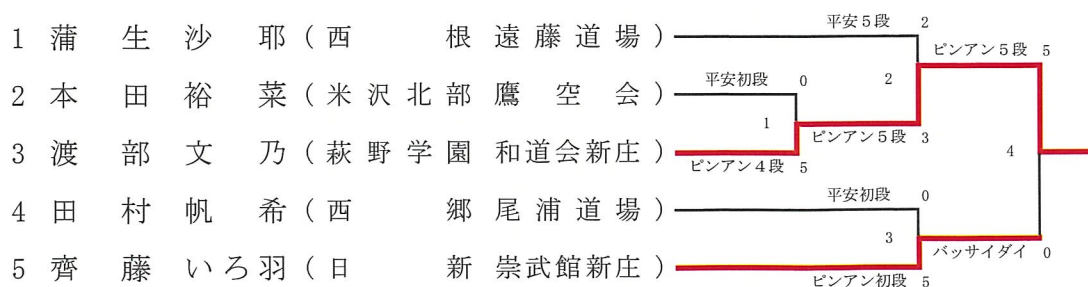 平安5段 2
1 蒲生沙耶(西根遠藤道場)
ピンアン5段 5
平安初段 0
2
2 本田裕菜(米沢北部鷹空会)
1
ピンアン5段 3
3 渡部文乃(萩野学園 和道会新庄)
4
ピンアン4段 5
平安初段 0
4 田村帆希(西郷尾浦道場)
3
バッサイダイ 0
5 齊藤いろ羽(日新崇武館新庄)
ピンアン初段 5